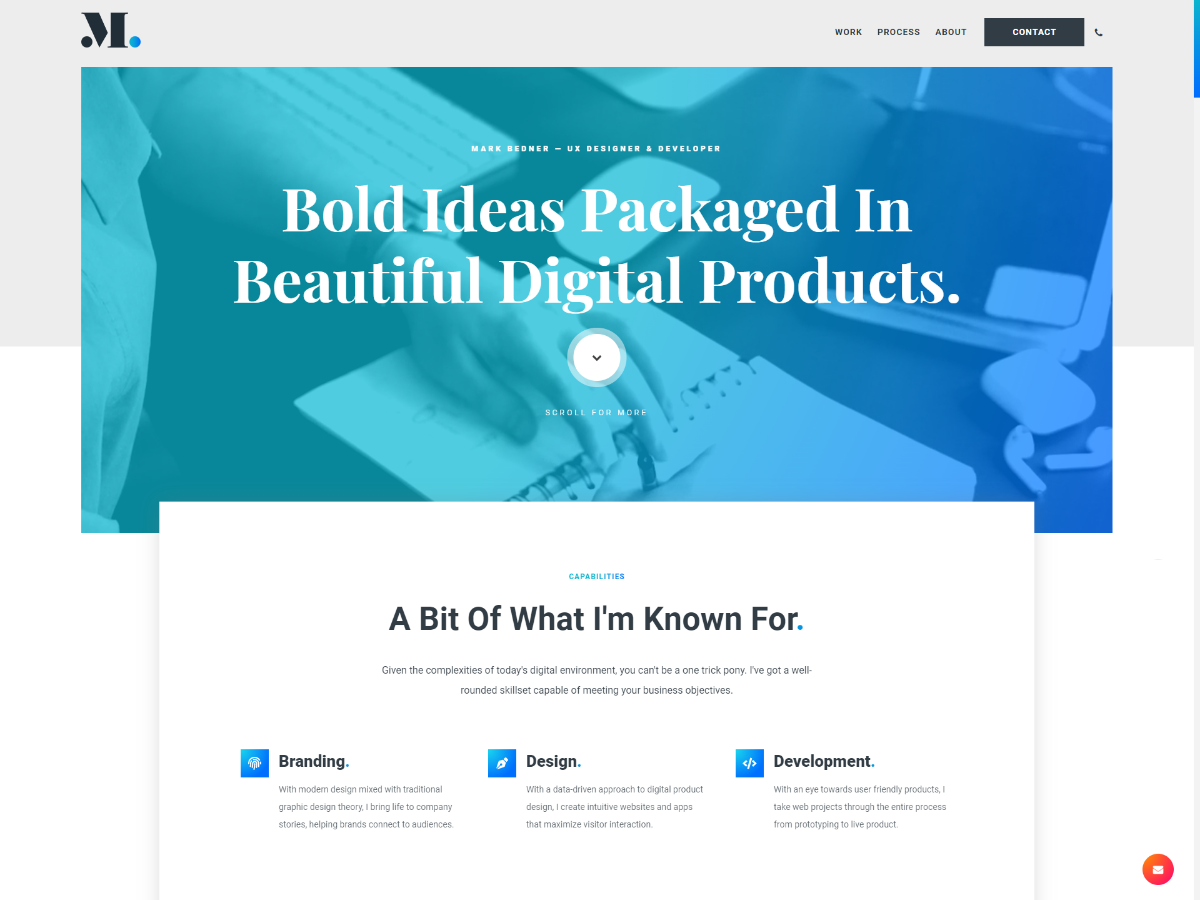 M.
WORK PROCESS ABOUT CONTACT
MARK BEDNER — UX DESIGNER & DEVELOPER
Bold Ideas Packaged In
Beautiful Digital Products.
SCROLL FOR MORE
CAPABILITIES
A Bit Of What I'm Known For.
Given the complexities of today's digital environment, you can't be a one trick pony. I've got a well-
rounded skillset capable of meeting your business objectives.
Branding.
With modern design mixed with traditional
graphic design theory, I bring life to company
stories, helping brands connect to audiences.
Design.
With a data-driven approach to digital product
design, I create intuitive websites and apps
that maximize visitor interaction.
Development.
With an eye towards user friendly products, I
take web projects through the entire process
from prototyping to live product.